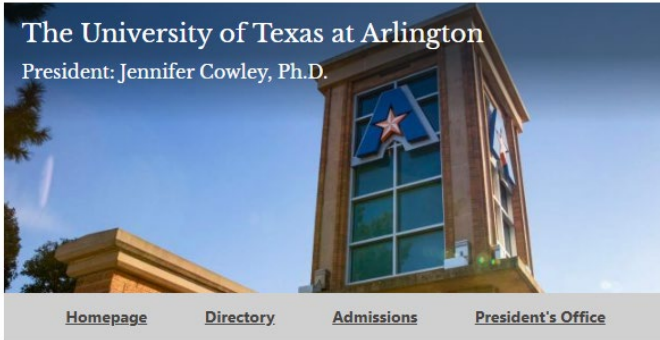 The University of Texas at Arlington
President: Jennifer Cowley, Ph.D.
A
A
Homepage Directory Admissions President's Office